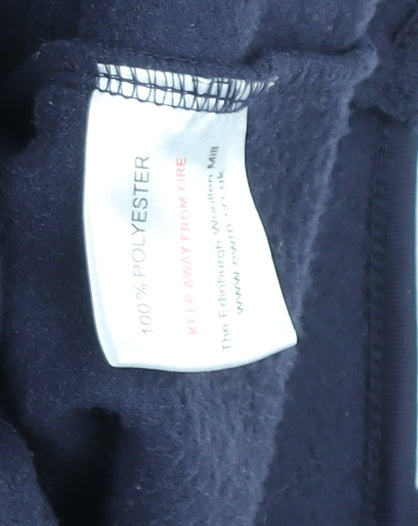 100% POLYESTER
KEEP AWAY FROM FIRE
The Edinburgh Woollen Mill
www.ewm.co.uk